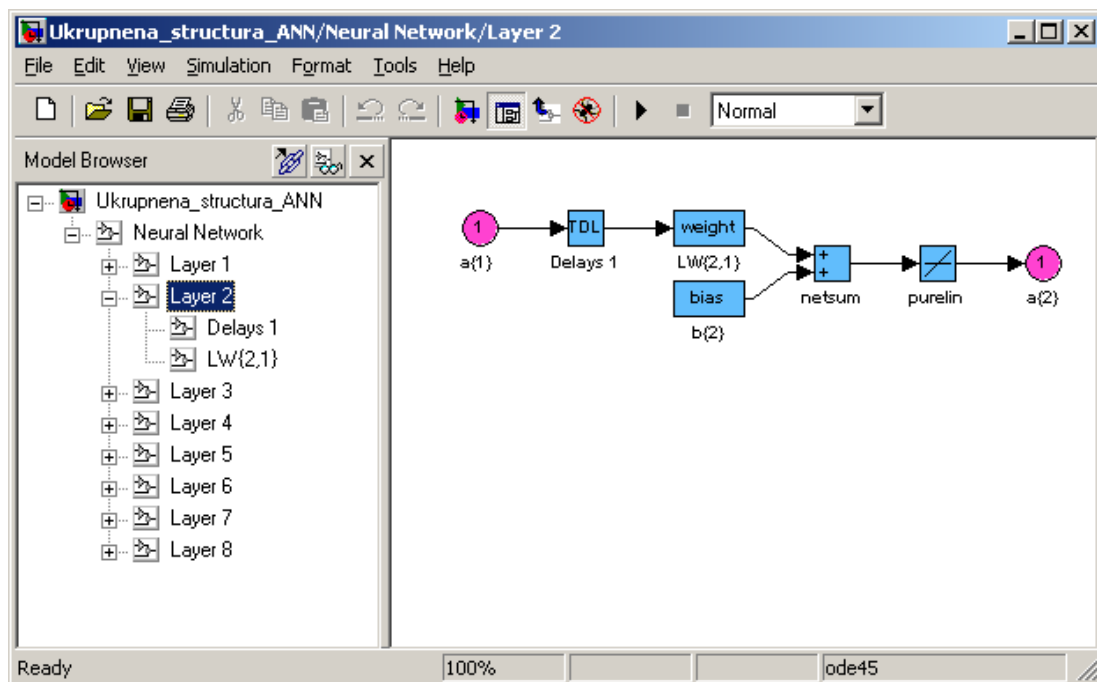 Ukrupnena_structura_ANN/Neural Network/Layer 2
File Edit View Simulation Format Tools Help
Normal
Model Browser
Ukrupnena_structura_ANN
Neural Network
Layer 1
Layer 2
Delays 1
LW{2,1}
Layer 3
Layer 4
Layer 5
Layer 6
Layer 7
Layer 8
1 TDL weight
a{1} Delays 1 LW{2,1}
+
+
1
bias netsum purelin a{2}
b{2}
Ready 100% ode45